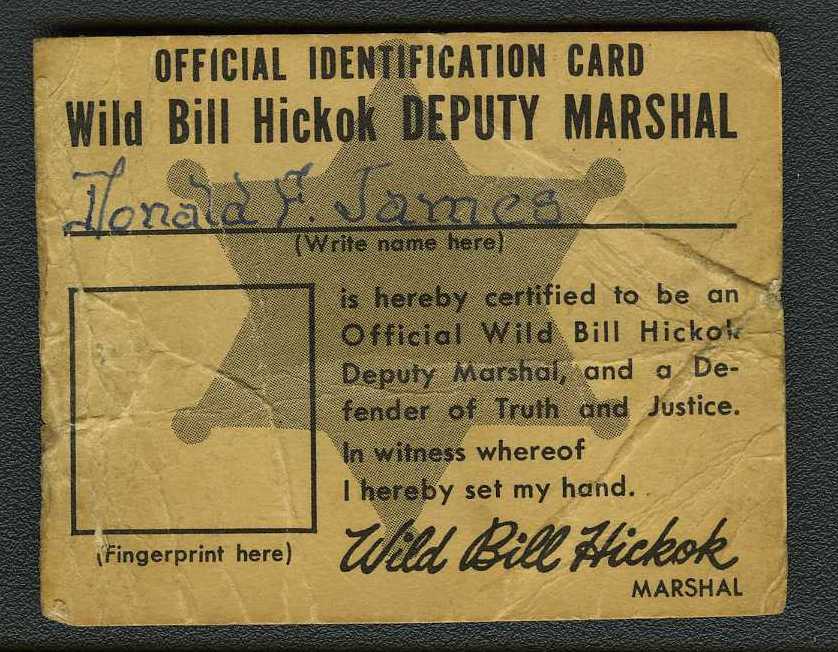 OFFICIAL IDENTIFICATION CARD
Wild Bill Hickok DEPUTY MARSHAL
Donald F. James
(Write name here)
is hereby certified to be an
Official Wild Bill Hickok
Deputy Marshal, and a De-
fender of Truth and Justice.
In witness whereof
I hereby set my hand.
(Fingerprint here)
Wild Bill Hickok
MARSHAL